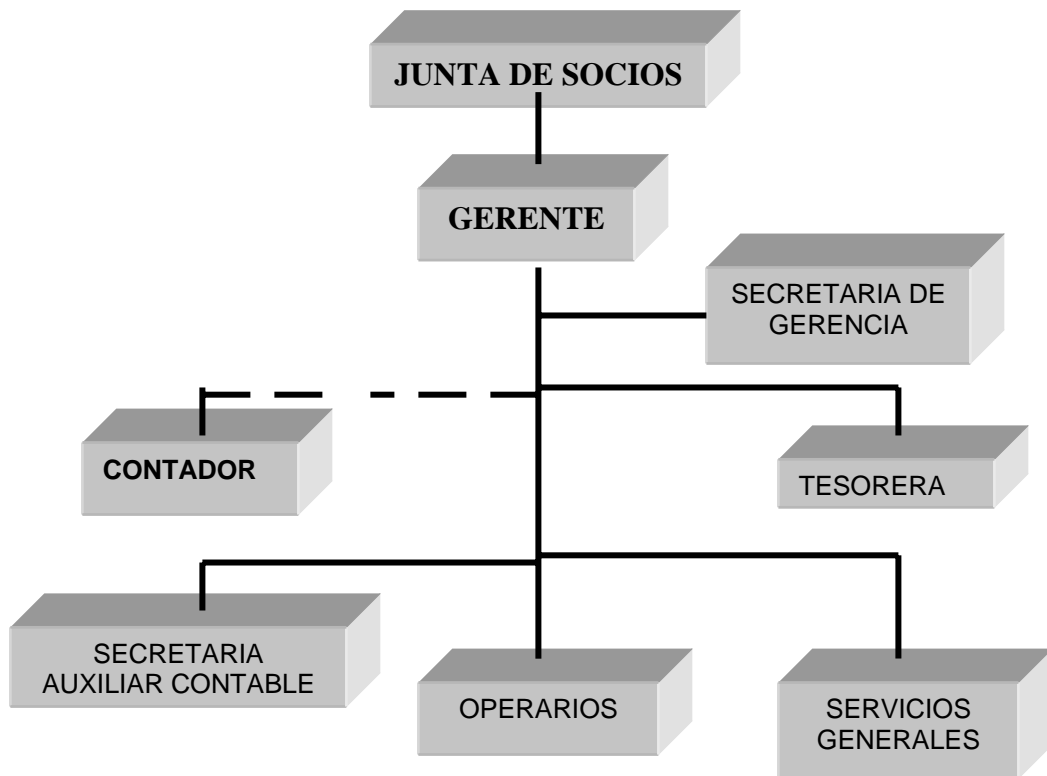 JUNTA DE SOCIOS
GERENTE
SECRETARIA DE
GERENCIA
CONTADOR
TESORERA
SECRETARIA
AUXILIAR CONTABLE
OPERARIOS
SERVICIOS
GENERALES